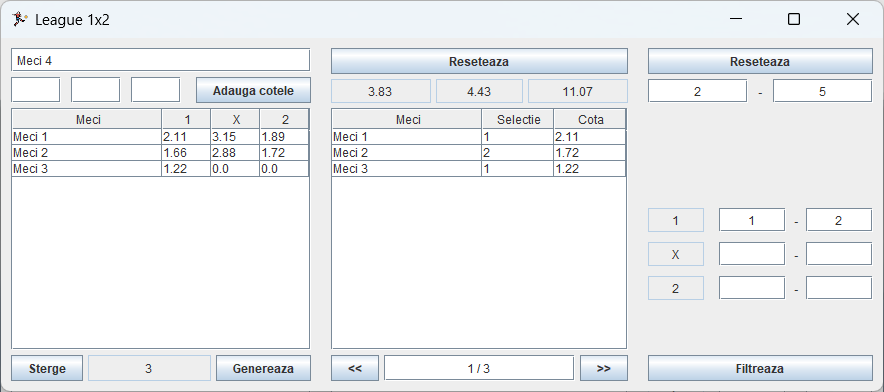 League 1x2
Meci 4
Adauga cotele
Meci 1 X 2
Meci 1 2.11 3.15 1.89
Meci 2 1.66 2.88 1.72
Meci 3 1.22 0.0 0.0
Sterge 3 Genereaza
Reseteaza
3.83 4.43 11.07
Meci Selectie Cota
Meci 1 1 2.11
Meci 2 2 1.72
Meci 3 1 1.22
<< 1 / 3 >>
Reseteaza
2 - 5
1 1 - 2
X -
2 -
Filtreaza